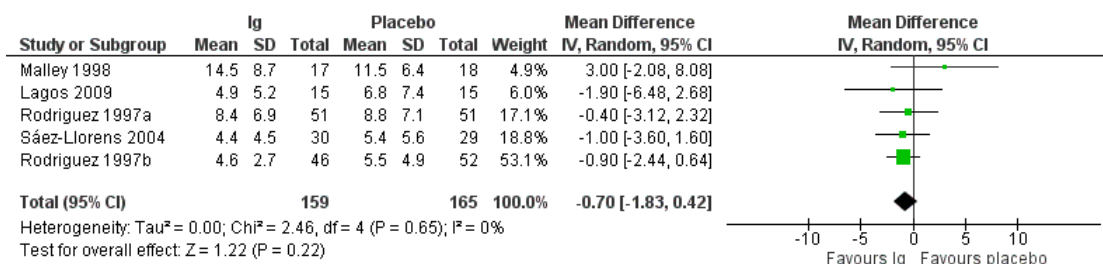 Ig Placebo Mean Difference Mean Difference
Study or Subgroup Mean SD Total Mean SD Total Weight IV, Random, 95% CI IV, Random, 95% CI
Malley 1998 14.5 8.7 17 11.5 6.4 18 4.9% 3.00 [-2.08, 8.08]
Lagos 2009 4.9 5.2 15 6.8 7.4 15 6.0% -1.90 [-6.48, 2.68]
Rodriguez 1997a 8.4 6.9 51 8.8 7.1 51 17.1% -0.40 [-3.12, 2.32]
Sáez-Llorens 2004 4.4 4.5 30 5.4 5.6 29 18.8% -1.00 [-3.60, 1.60]
Rodriguez 1997b 4.6 2.7 46 5.5 4.9 52 53.1% -0.90 [-2.44, 0.64]
Total (95% CI) 159 165 100.0% -0.70 [-1.83, 0.42]
Heterogeneity: Tau² = 0.00; Chi² = 2.46, df = 4 (P = 0.65); I² = 0%
Test for overall effect: Z = 1.22 (P = 0.22)
-10 -5 0 5 10
Favours Ig Favours placebo